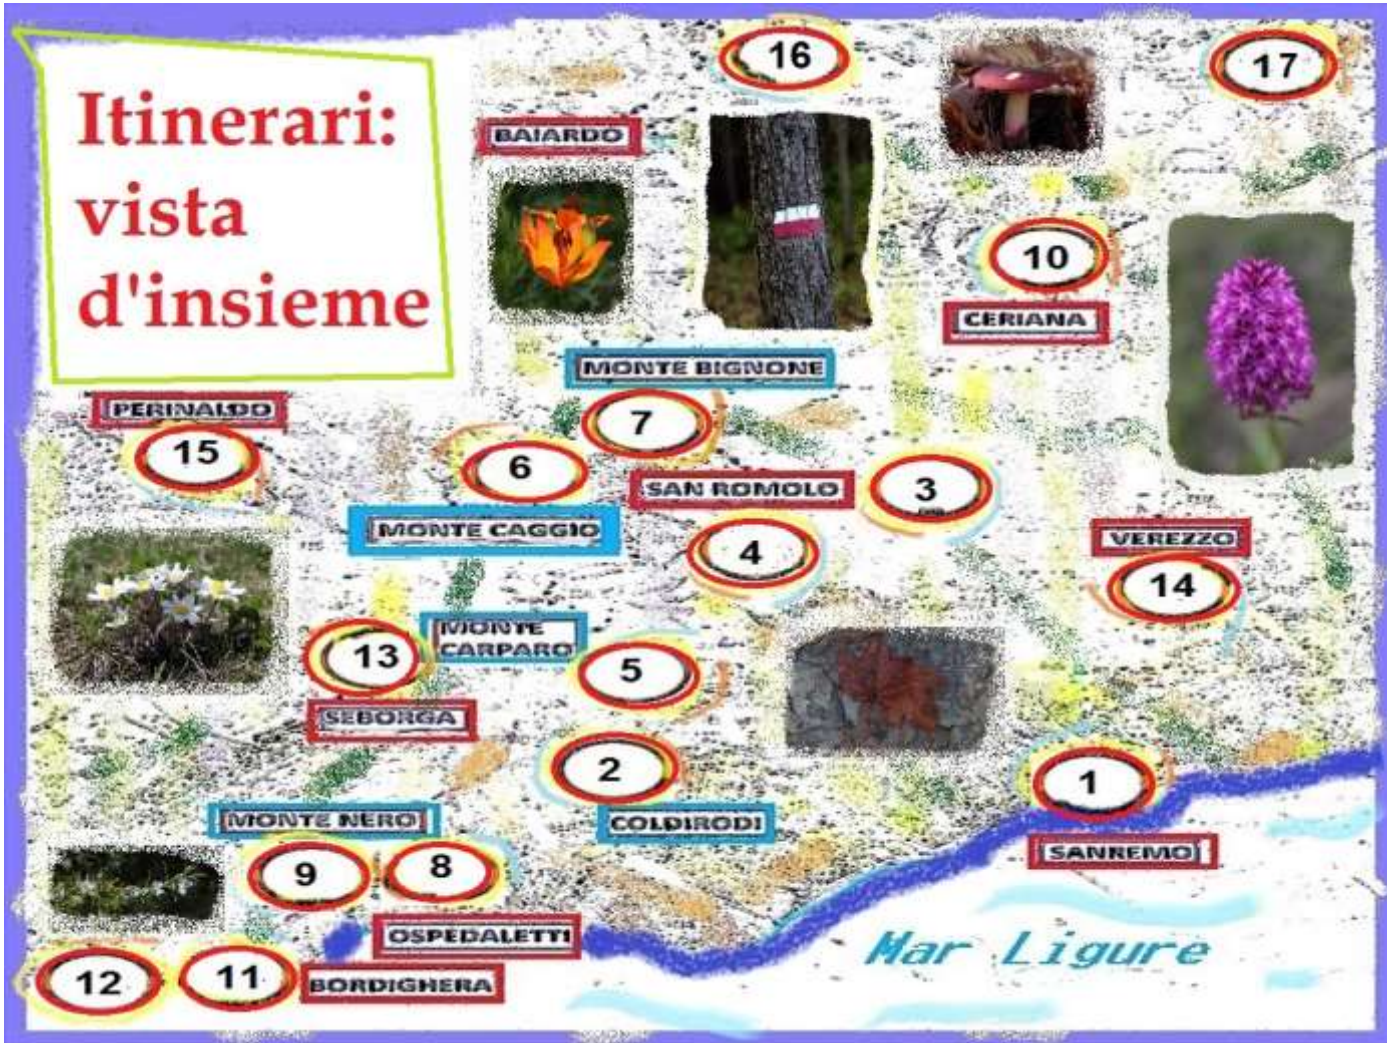 Itinerari:
vista
d'insieme
16
17
BAIARDO
10
CERIANA
MONTE BIGNONE
PERINALDO
7
15
6
SAN ROMOLO
3
MONTE CAGGIO
4
VEREZZO
14
MONTE
CARPARO
13
5
SEBORGA
2
1
MONTE NERO
COLDIRODI
SANREMO
9
8
OSPEDALETTI
Mar Ligure
12
11
BORDIGHERA